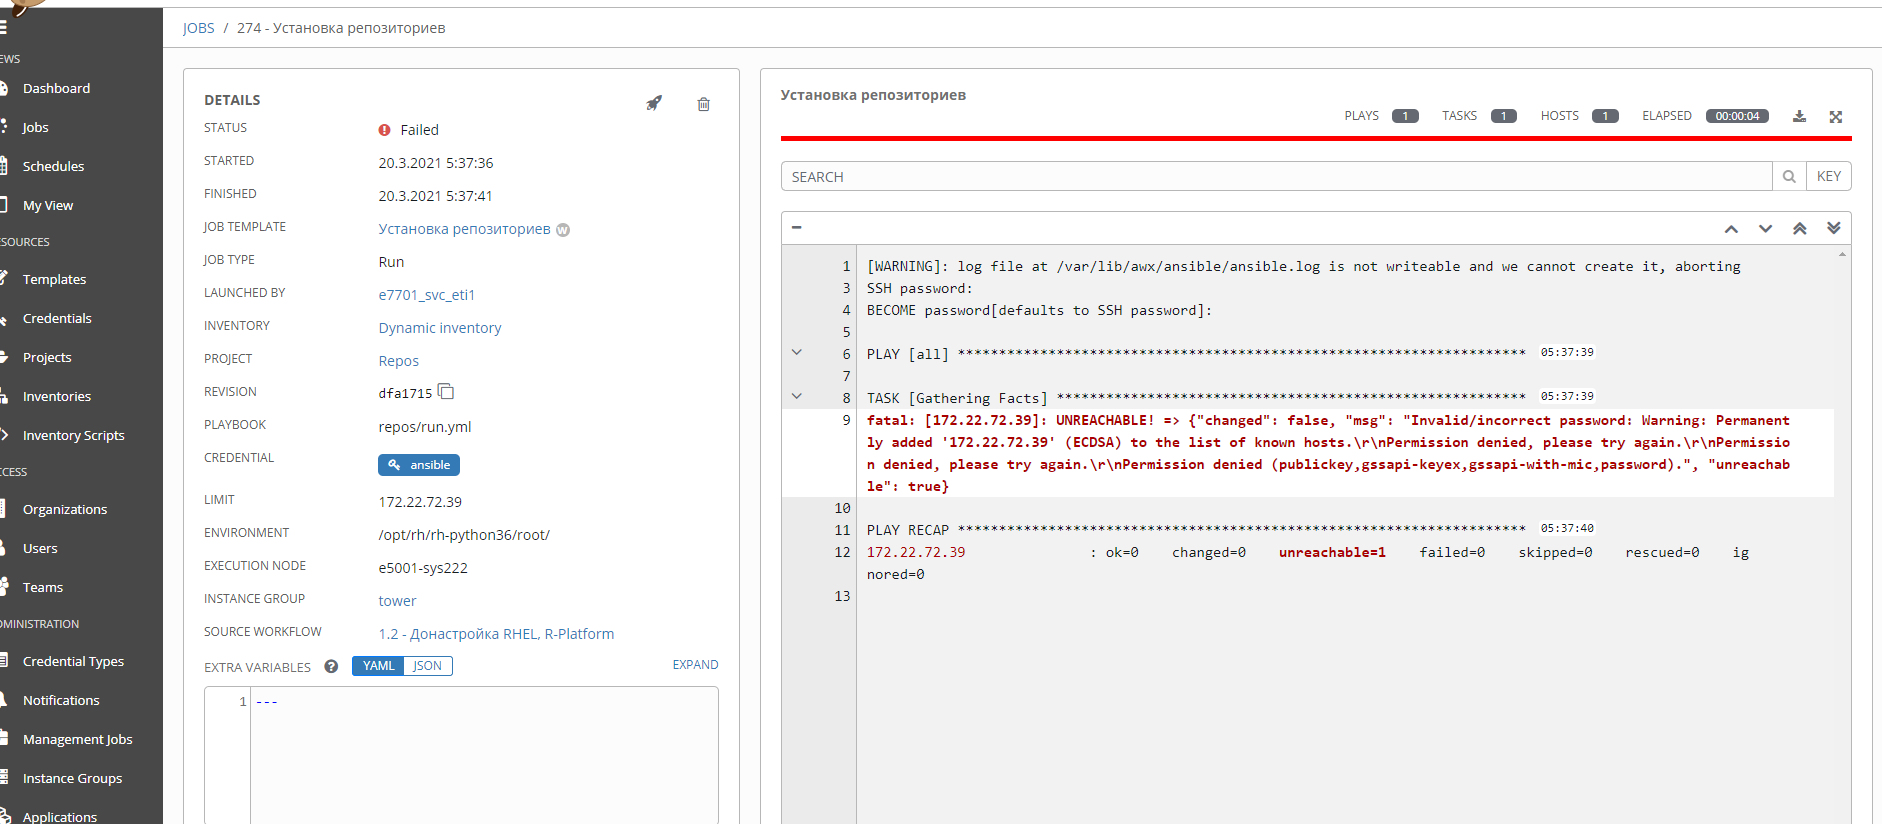 JOBS / 274 - Установка репозиториев
EWS
Dashboard
Jobs
Schedules
My View
ESOURCES
Templates
Credentials
Projects
Inventories
Inventory Scripts
CCESS
Organizations
Users
Teams
DMINISTRATION
Credential Types
Notifications
Management Jobs
Instance Groups
Applications
DETAILS
STATUS Failed
STARTED 20.3.2021 5:37:36
FINISHED 20.3.2021 5:37:41
JOB TEMPLATE Установка репозиториев W
JOB TYPE Run
LAUNCHED BY e7701_svc_eti1
INVENTORY Dynamic inventory
PROJECT Repos
REVISION dfa1715
PLAYBOOK repos/run.yml
CREDENTIAL ansible
LIMIT 172.22.72.39
ENVIRONMENT /opt/rh/rh-python36/root/
EXECUTION NODE e5001-sys222
INSTANCE GROUP tower
SOURCE WORKFLOW 1.2 - Донастройка RHEL, R-Platform
EXTRA VARIABLES ? YAML JSON EXPAND
1 ---
Установка репозиториев
PLAYS 1 TASKS 1 HOSTS 1 ELAPSED 00:00:04
SEARCH KEY
1 [WARNING]: log file at /var/lib/awx/ansible/ansible.log is not writeable and we cannot create it, aborting
3 SSH password:
4 BECOME password[defaults to SSH password]:
5
6 PLAY [all] ********************************************************************* 05:37:39
7
8 TASK [Gathering Facts] ********************************************************* 05:37:39
9 fatal: [172.22.72.39]: UNREACHABLE! => {"changed": false, "msg": "Invalid/incorrect password: Warning: Permanent
ly added '172.22.72.39' (ECDSA) to the list of known hosts.\r\nPermission denied, please try again.\r\nPermissio
n denied, please try again.\r\nPermission denied (publickey,gssapi-keyex,gssapi-with-mic,password).", "unreachab
le": true}
10
11 PLAY RECAP ********************************************************************* 05:37:40
12 172.22.72.39 : ok=0 changed=0 unreachable=1 failed=0 skipped=0 rescued=0 ig
nored=0
13